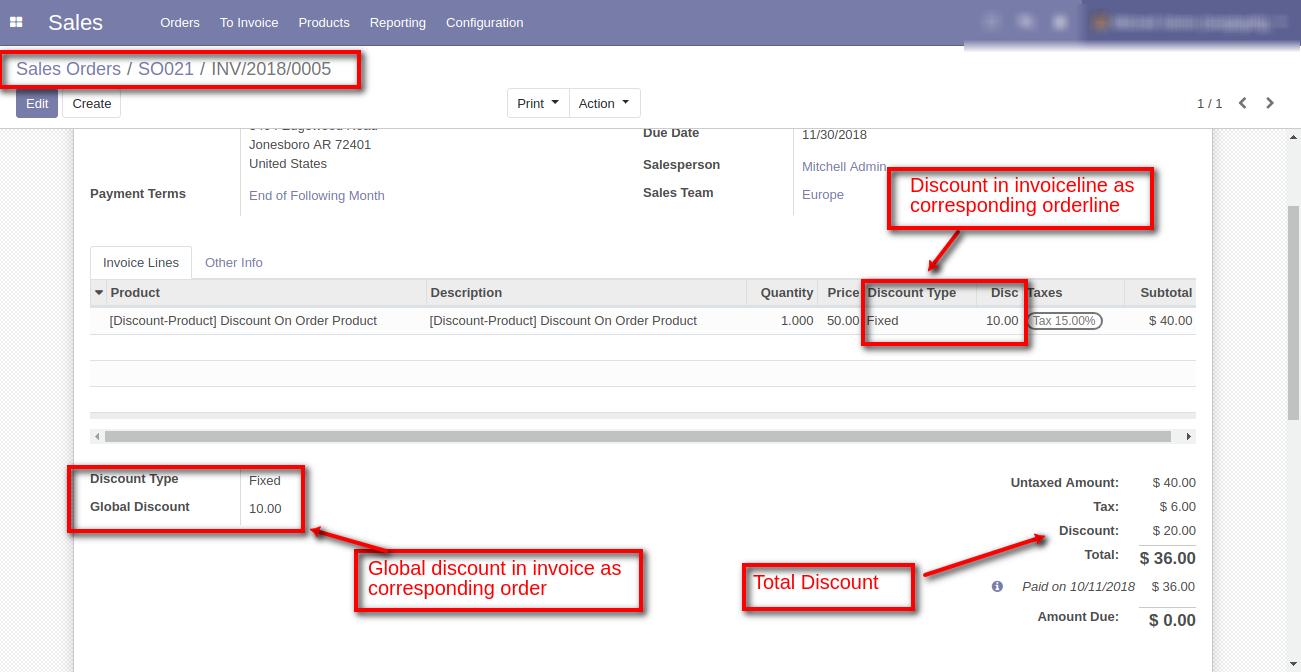 Sales Orders To Invoice Products Reporting Configuration
Sales Orders / SO021 / INV/2018/0005
Edit Create Print Action 1 / 1
Jonesboro AR 72401
United States
Payment Terms End of Following Month
Due Date 11/30/2018
Salesperson Mitchell Admin
Sales Team Europe
Discount in invoiceline as
corresponding orderline
Invoice Lines Other Info
Product Description Quantity Price Discount Type Disc Taxes Subtotal
[Discount-Product] Discount On Order Product [Discount-Product] Discount On Order Product 1.000 50.00 Fixed 10.00 Tax 15.00% $ 40.00
Discount Type Fixed
Global Discount 10.00
Untaxed Amount: $ 40.00
Tax: $ 6.00
Discount: $ 20.00
Total: $ 36.00
Paid on 10/11/2018 $ 36.00
Amount Due: $ 0.00
Global discount in invoice as
corresponding order
Total Discount